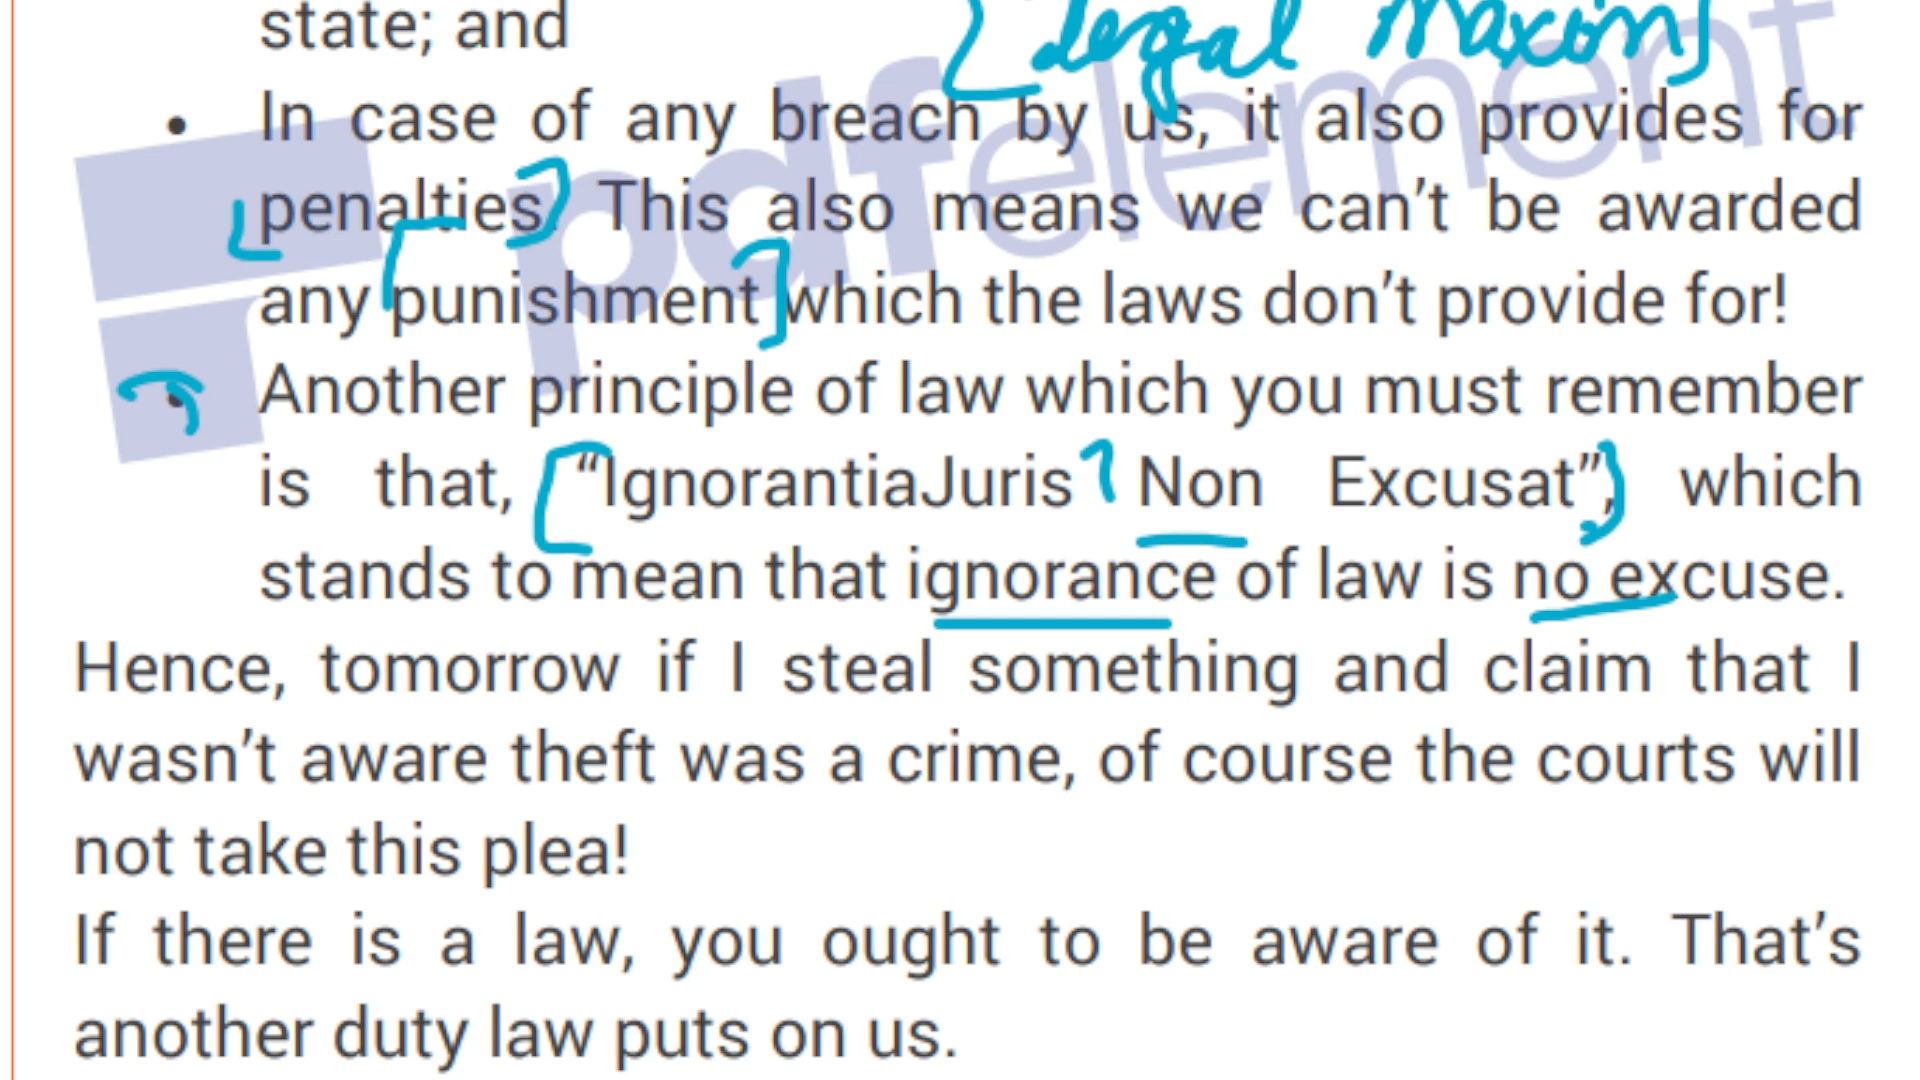 state; and
[Legal Maxim]
• In case of any breach by us, it also provides for
penalties. This also means we can't be awarded
any punishment which the laws don't provide for!
• Another principle of law which you must remember
is that, “IgnorantiaJuris Non Excusat”, which
stands to mean that ignorance of law is no excuse.
Hence, tomorrow if I steal something and claim that I
wasn't aware theft was a crime, of course the courts will
not take this plea!
If there is a law, you ought to be aware of it. That's
another duty law puts on us.
pdfelement